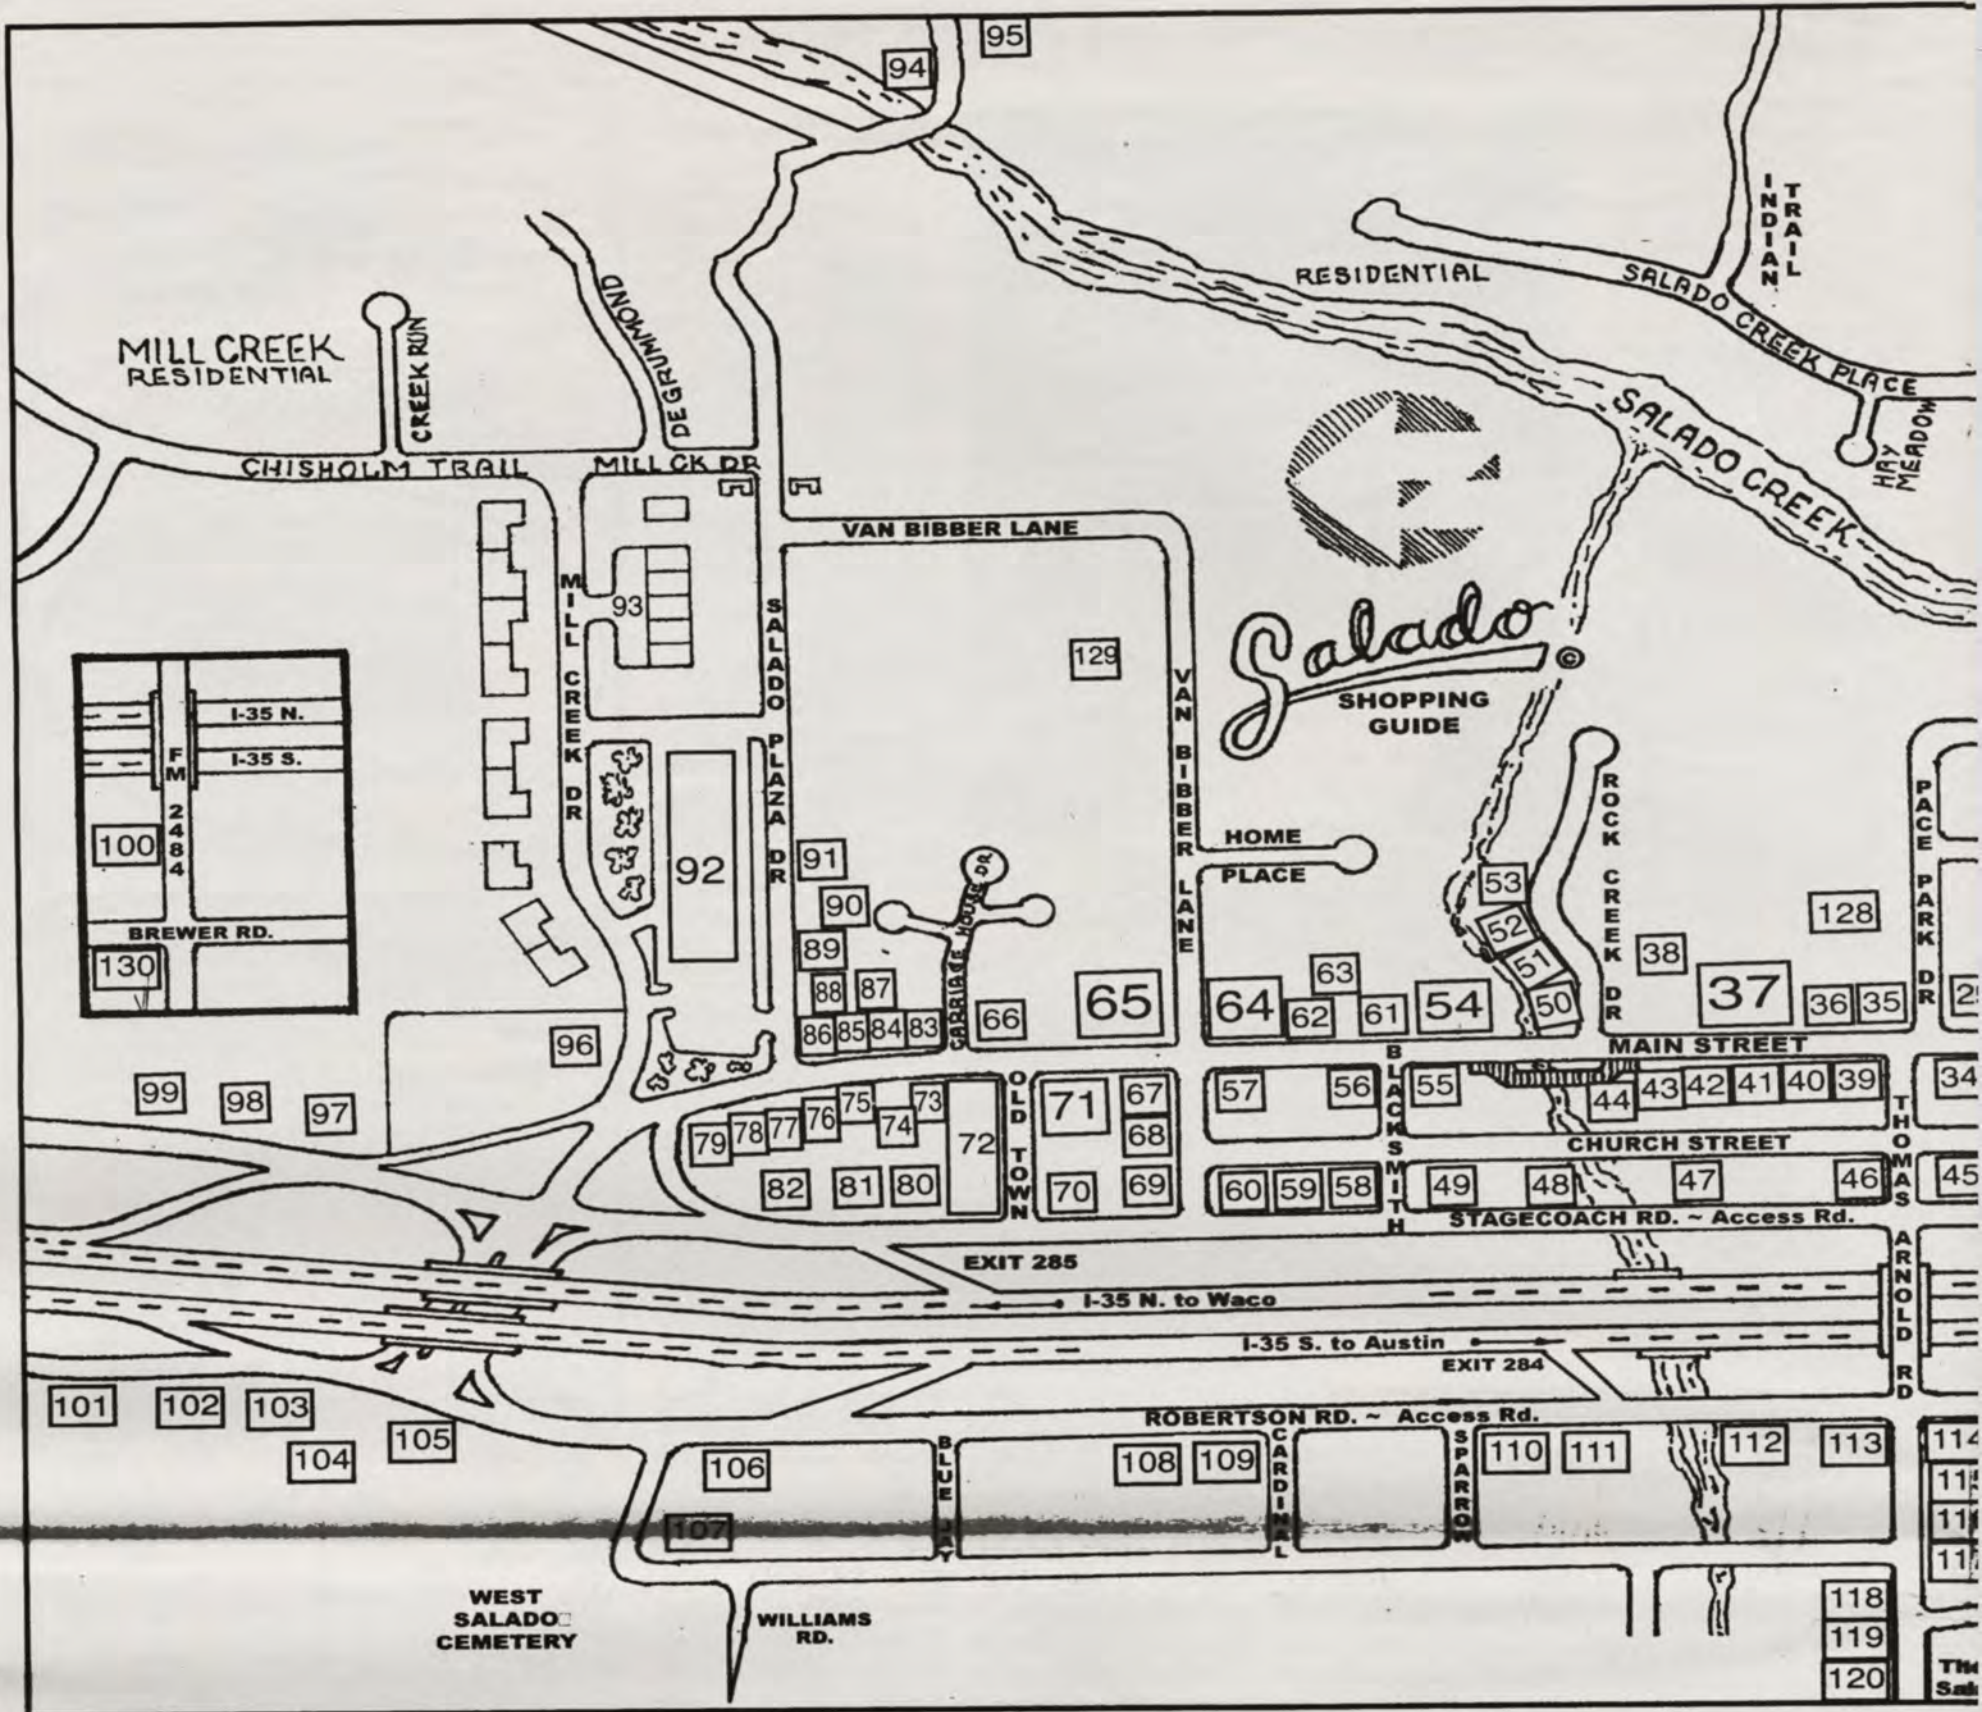 95
94
INDIAN
TRAIL
RESIDENTIAL
SALADO CREEK PLACE
HAY
MEADOW
SALADO CREEK
MILL CREEK
RESIDENTIAL
CREEK RUN
DEGRUMMOND
CHISHOLM TRAIL
MILL CK DR
VAN BIBBER LANE
MILL CREEK DR
93
SALADO PLAZA DR
129
VAN BIBBER LANE
Salado ©
SHOPPING
GUIDE
I-35 N.
I-35 S.
FM 2484
100
BREWER RD.
130
HOME
PLACE
ROCK CREEK DR
PACE PARK DR
92
91
90
89
88
87
86
85
84
83
CARRIAGE HOUSE DR
66
65
64
62
63
61
54
53
52
51
50
38
37
128
36
35
MAIN STREET
96
99
98
97
79
78
77
76
75
74
73
72
82
81
80
OLD TOWN
71
67
68
70
69
57
56
BLACKSMITH
55
44
43
42
41
40
39
34
THOMAS ARNOLD RD
CHURCH STREET
60
59
58
49
48
47
46
45
STAGECOACH RD. ~ Access Rd.
EXIT 285
I-35 N. to Waco
I-35 S. to Austin
EXIT 284
ROBERTSON RD. ~ Access Rd.
101
102
103
104
105
106
107
BLUE JAY
108
109
CARDINAL
SPARROW
110
111
112
113
114
118
119
120
WEST
SALADO
CEMETERY
WILLIAMS
RD.